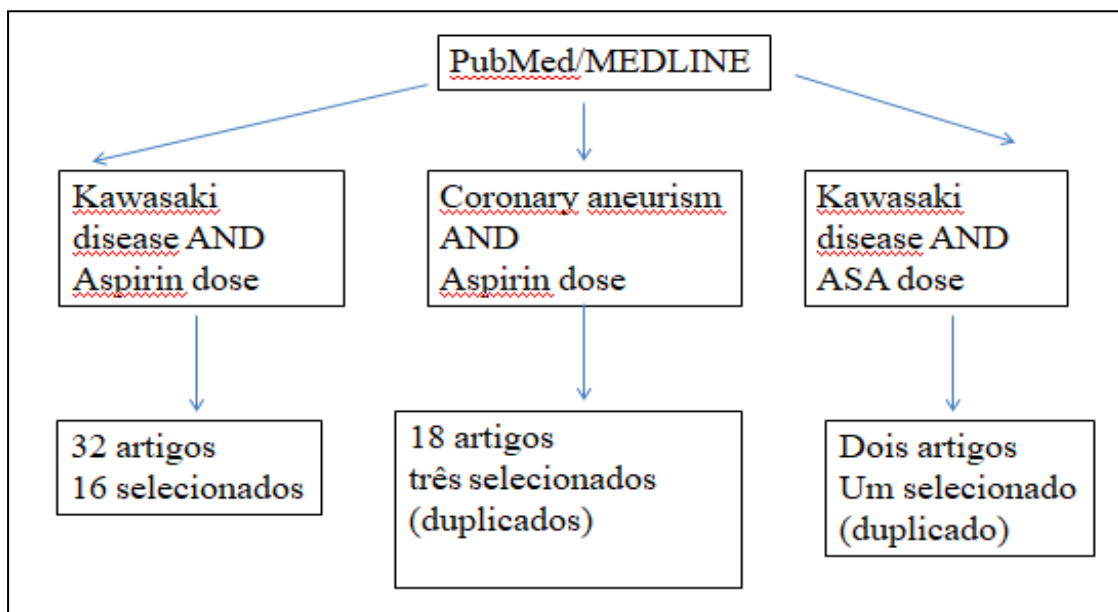 PubMed/MEDLINE
Kawasaki
disease AND
Aspirin dose
Coronary aneurism
AND
Aspirin dose
Kawasaki
disease AND
ASA dose
32 artigos
16 selecionados
18 artigos
três selecionados
(duplicados)
Dois artigos
Um selecionado
(duplicado)